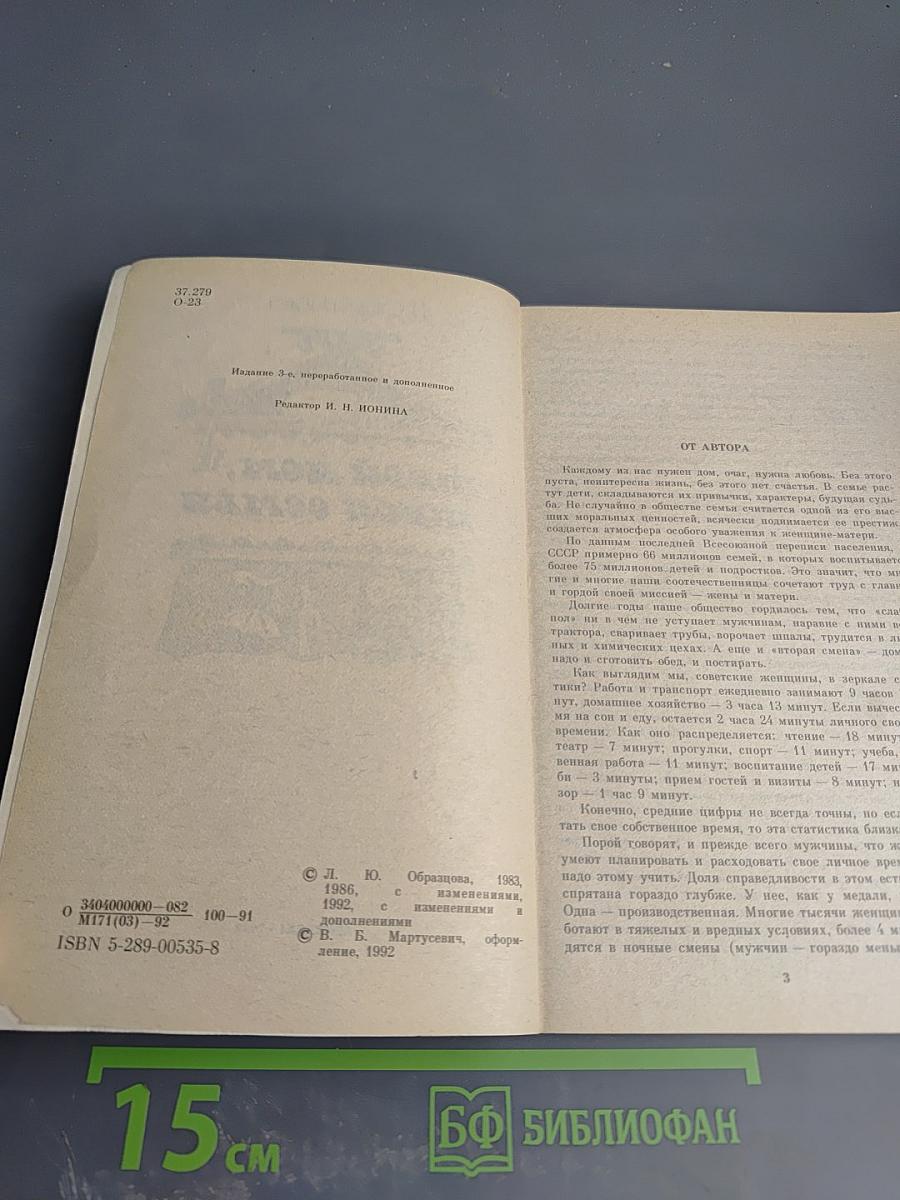 37.279
О-23
Издание 3-е, переработанное и дополненное
Редактор И. Н. ИОНИНА
О 3404000000—082 100—91
М171(03)—92
ISBN 5-289-00535-8
© Л. Ю. Образцова, 1983,
1986, с изменениями,
1992, с изменениями и
дополнениями
© В. Б. Мартусевич, оформ-
ление, 1992
ОТ АВТОРА
Каждому из нас нужен дом, очаг, нужна любовь. Без этого
пуста, неинтересна жизнь, без этого нет счастья. В семье рас-
тут дети, складываются их привычки, характеры, будущая судь-
ба. Не случайно в обществе семья считается одной из его выс-
ших моральных ценностей, всячески поднимается ее престиж,
создается атмосфера особого уважения к женщине-матери.
По данным последней Всесоюзной переписи населения,
СССР примерно 66 миллионов семей, в которых воспитывает
более 75 миллионов детей и подростков. Это значит, что мн
гие и многие наши соотечественницы сочетают труд с глав
и гордой своей миссией — жены и матери.
Долгие годы наше общество гордилось тем, что «сла
пол» ни в чем не уступает мужчинам, наравне с ними в
трактора, сваривает трубы, ворочает шпалы, трудится в ли
ных и химических цехах. А еще и «вторая смена» — дом
надо и сготовить обед, и постирать.
Как выглядим мы, советские женщины, в зеркале с
тики? Работа и транспорт ежедневно занимают 9 часов
нут, домашнее хозяйство — 3 часа 13 минут. Если вычес
мя на сон и еду, остается 2 часа 24 минуты личного сво
времени. Как оно распределяется: чтение — 18 минут
театр — 7 минут; прогулки, спорт — 11 минут; учеба,
венная работа — 11 минут; воспитание детей — 17 ми
би — 3 минуты; прием гостей и визиты — 8 минут;
зор — 1 час 9 минут.
Конечно, средние цифры не всегда точны, но есл
тать свое собственное время, то эта статистика близк
Порой говорят, и прежде всего мужчины, что ж
умеют планировать и расходовать свое личное врем
надо этому учить. Доля справедливости в этом ест
спрятана гораздо глубже. У нее, как у медали,
Одна — производственная. Многие тысячи женщин
ботают в тяжелых и вредных условиях, более 4 м
дятся в ночные смены (мужчин — гораздо мень
3
15 см
БФ БИБЛИОФАН